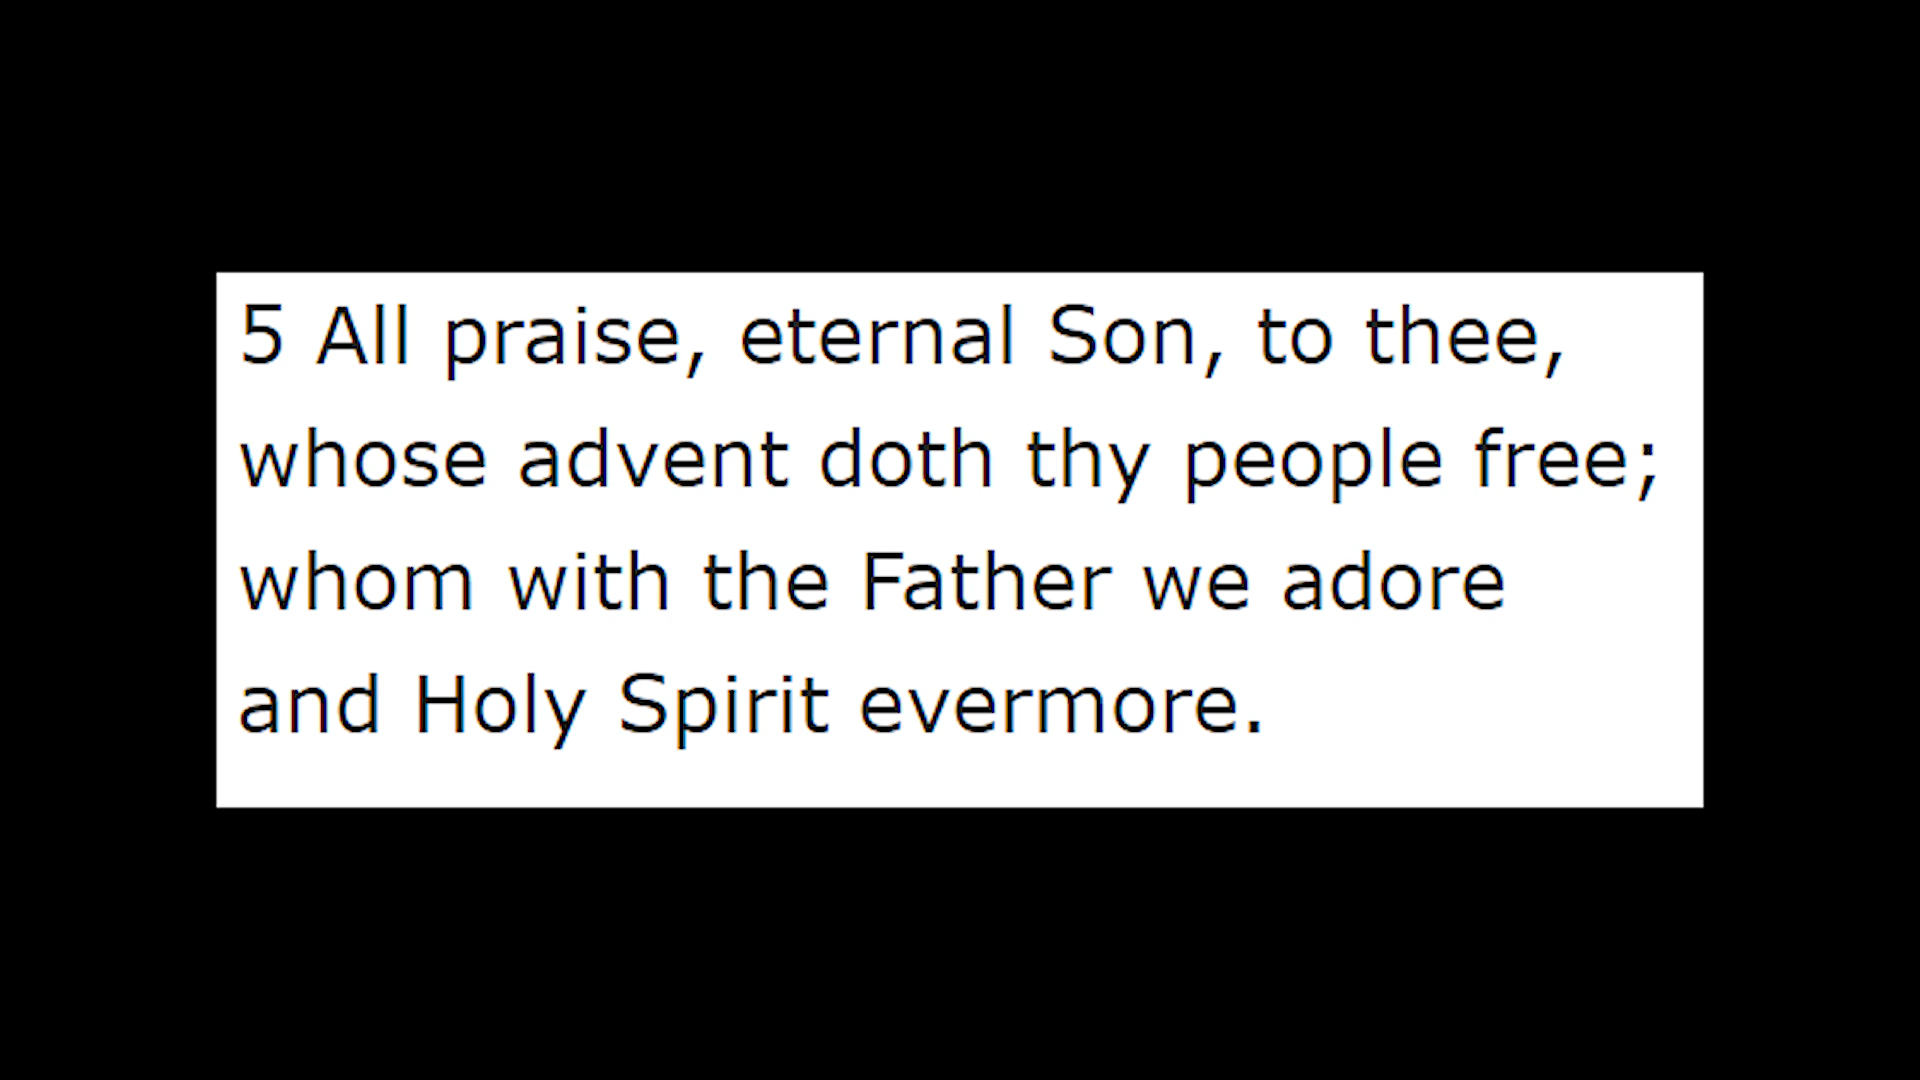 5 All praise, eternal Son, to thee,
whose advent doth thy people free;
whom with the Father we adore
and Holy Spirit evermore.